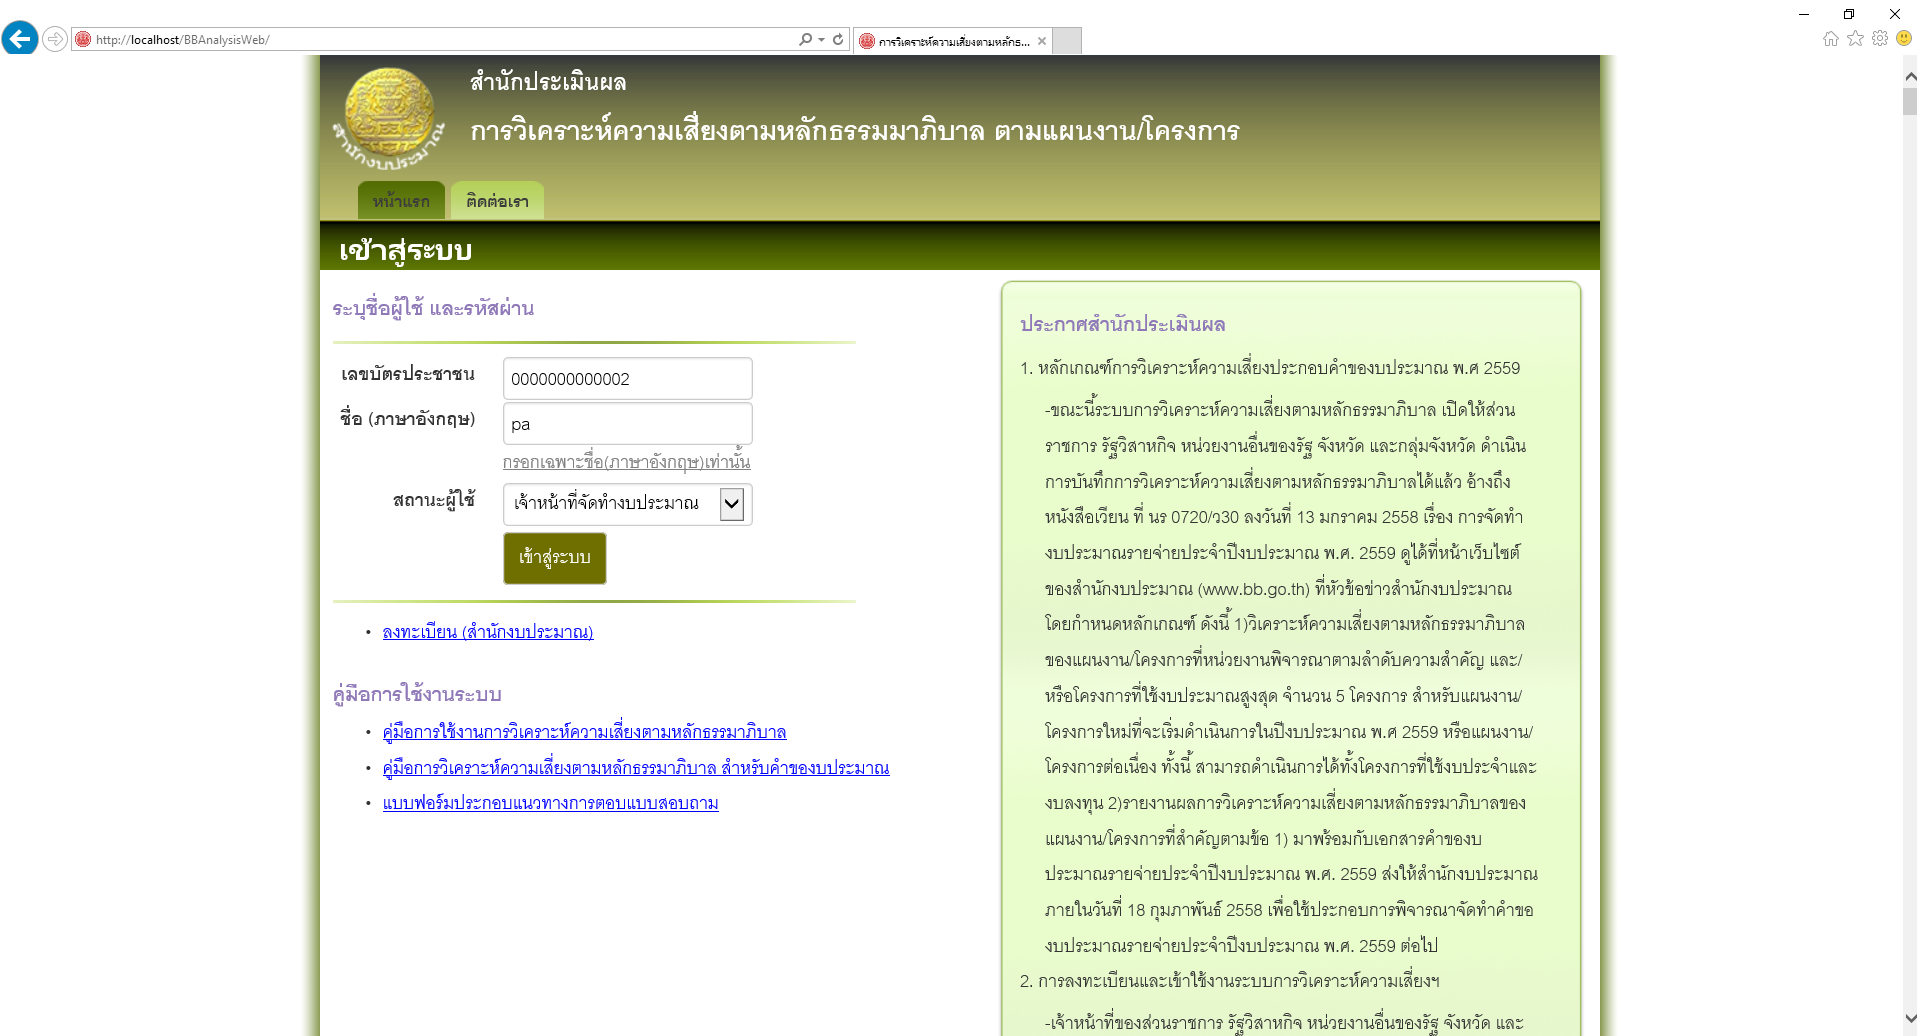 http://localhost/BBAnalysisWeb/
การวิเคราะห์ความเสี่ยงตามหลักธ...
สำนักงบประมาณ
สำนักประเมินผล
การวิเคราะห์ความเสี่ยงตามหลักธรรมมาภิบาล ตามแผนงาน/โครงการ
หน้าแรก
ติดต่อเรา
เข้าสู่ระบบ
ระบุชื่อผู้ใช้ และรหัสผ่าน
เลขบัตรประชาชน
0000000000002
ชื่อ (ภาษาอังกฤษ)
pa
กรอกเฉพาะชื่อ(ภาษาอังกฤษ)เท่านั้น
สถานะผู้ใช้
เจ้าหน้าที่จัดทำงบประมาณ
เข้าสู่ระบบ
ลงทะเบียน (สำนักงบประมาณ)
คู่มือการใช้งานระบบ
คู่มือการใช้งานการวิเคราะห์ความเสี่ยงตามหลักธรรมาภิบาล
คู่มือการวิเคราะห์ความเสี่ยงตามหลักธรรมาภิบาล สำหรับคำของบประมาณ
แบบฟอร์มประกอบแนวทางการตอบแบบสอบถาม
ประกาศสำนักประเมินผล
1. หลักเกณฑ์การวิเคราะห์ความเสี่ยงประกอบคำของบประมาณ พ.ศ 2559
-ขณะนี้ระบบการวิเคราะห์ความเสี่ยงตามหลักธรรมาภิบาล เปิดให้ส่วน
ราชการ รัฐวิสาหกิจ หน่วยงานอื่นของรัฐ จังหวัด และกลุ่มจังหวัด ดำเนิน
การบันทึกการวิเคราะห์ความเสี่ยงตามหลักธรรมาภิบาลได้แล้ว อ้างถึง
หนังสือเวียน ที่ นร 0720/ว30 ลงวันที่ 13 มกราคม 2558 เรื่อง การจัดทำ
งบประมาณรายจ่ายประจำปีงบประมาณ พ.ศ. 2559 ดูได้ที่หน้าเว็บไซต์
ของสำนักงบประมาณ (www.bb.go.th) ที่หัวข้อข่าวสำนักงบประมาณ
โดยกำหนดหลักเกณฑ์ ดังนี้ 1)วิเคราะห์ความเสี่ยงตามหลักธรรมาภิบาล
ของแผนงาน/โครงการที่หน่วยงานพิจารณาตามลำดับความสำคัญ และ/
หรือโครงการที่ใช้งบประมาณสูงสุด จำนวน 5 โครงการ สำหรับแผนงาน/
โครงการใหม่ที่จะเริ่มดำเนินการในปีงบประมาณ พ.ศ 2559 หรือแผนงาน/
โครงการต่อเนื่อง ทั้งนี้ สามารถดำเนินการได้ทั้งโครงการที่ใช้งบประจำและ
งบลงทุน 2)รายงานผลการวิเคราะห์ความเสี่ยงตามหลักธรรมาภิบาลของ
แผนงาน/โครงการที่สำคัญตามข้อ 1) มาพร้อมกับเอกสารคำของบ
ประมาณรายจ่ายประจำปีงบประมาณ พ.ศ. 2559 ส่งให้สำนักงบประมาณ
ภายในวันที่ 18 กุมภาพันธ์ 2558 เพื่อใช้ประกอบการพิจารณาจัดทำคำขอ
งบประมาณรายจ่ายประจำปีงบประมาณ พ.ศ. 2559 ต่อไป
2. การลงทะเบียนและเข้าใช้งานระบบการวิเคราะห์ความเสี่ยงฯ
-เจ้าหน้าที่ของส่วนราชการ รัฐวิสาหกิจ หน่วยงานอื่นของรัฐ จังหวัด และ